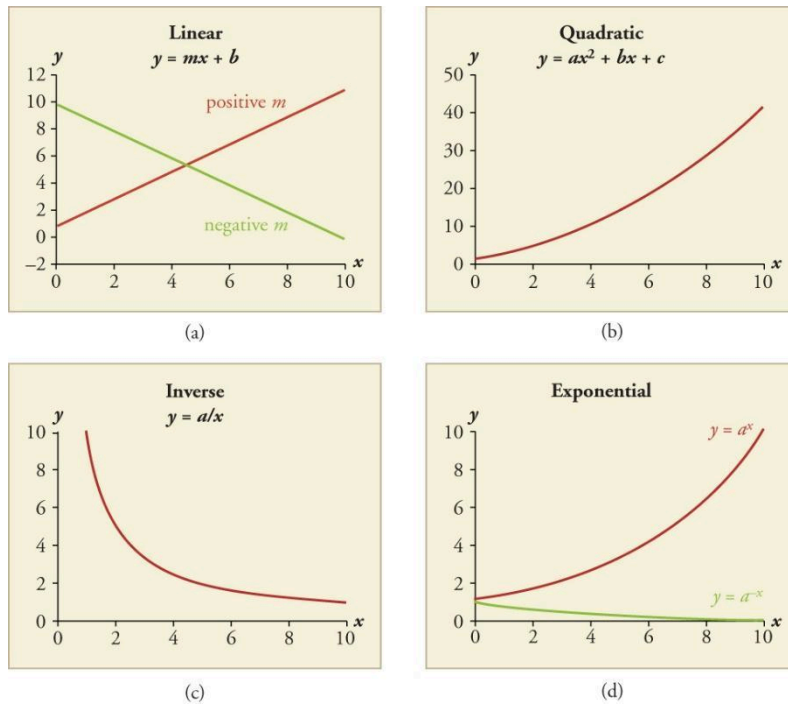 Linear
y = mx + b
y
12
10
8
6
4
2
0
–2
positive m
negative m
x
0 2 4 6 8 10
(a)
Quadratic
y = ax² + bx + c
y
50
40
30
20
10
0
x
0 2 4 6 8 10
(b)
Inverse
y = a/x
y
10
8
6
4
2
0
x
0 2 4 6 8 10
(c)
Exponential
y
10
8
6
4
2
0
y = aˣ
y = a⁻ˣ
x
0 2 4 6 8 10
(d)